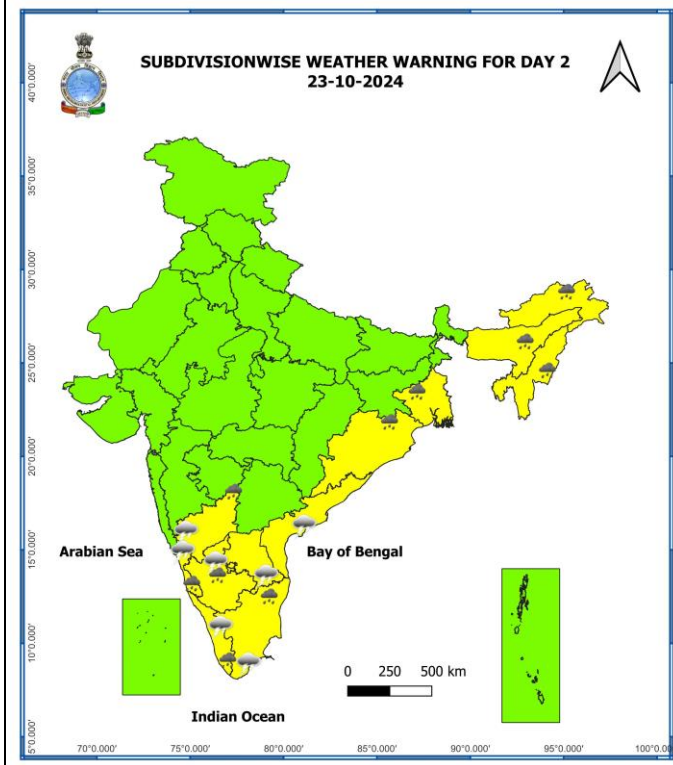 SUBDIVISIONWISE WEATHER WARNING FOR DAY 2
23-10-2024
40°0.000'
35°0.000'
30°0.000'
25°0.000'
20°0.000'
15°0.000'
10°0.000'
5°0.000'
Arabian Sea
Bay of Bengal
0 250 500 km
Indian Ocean
70°0.000' 75°0.000' 80°0.000' 85°0.000' 90°0.000' 95°0.000' 100°0.000'